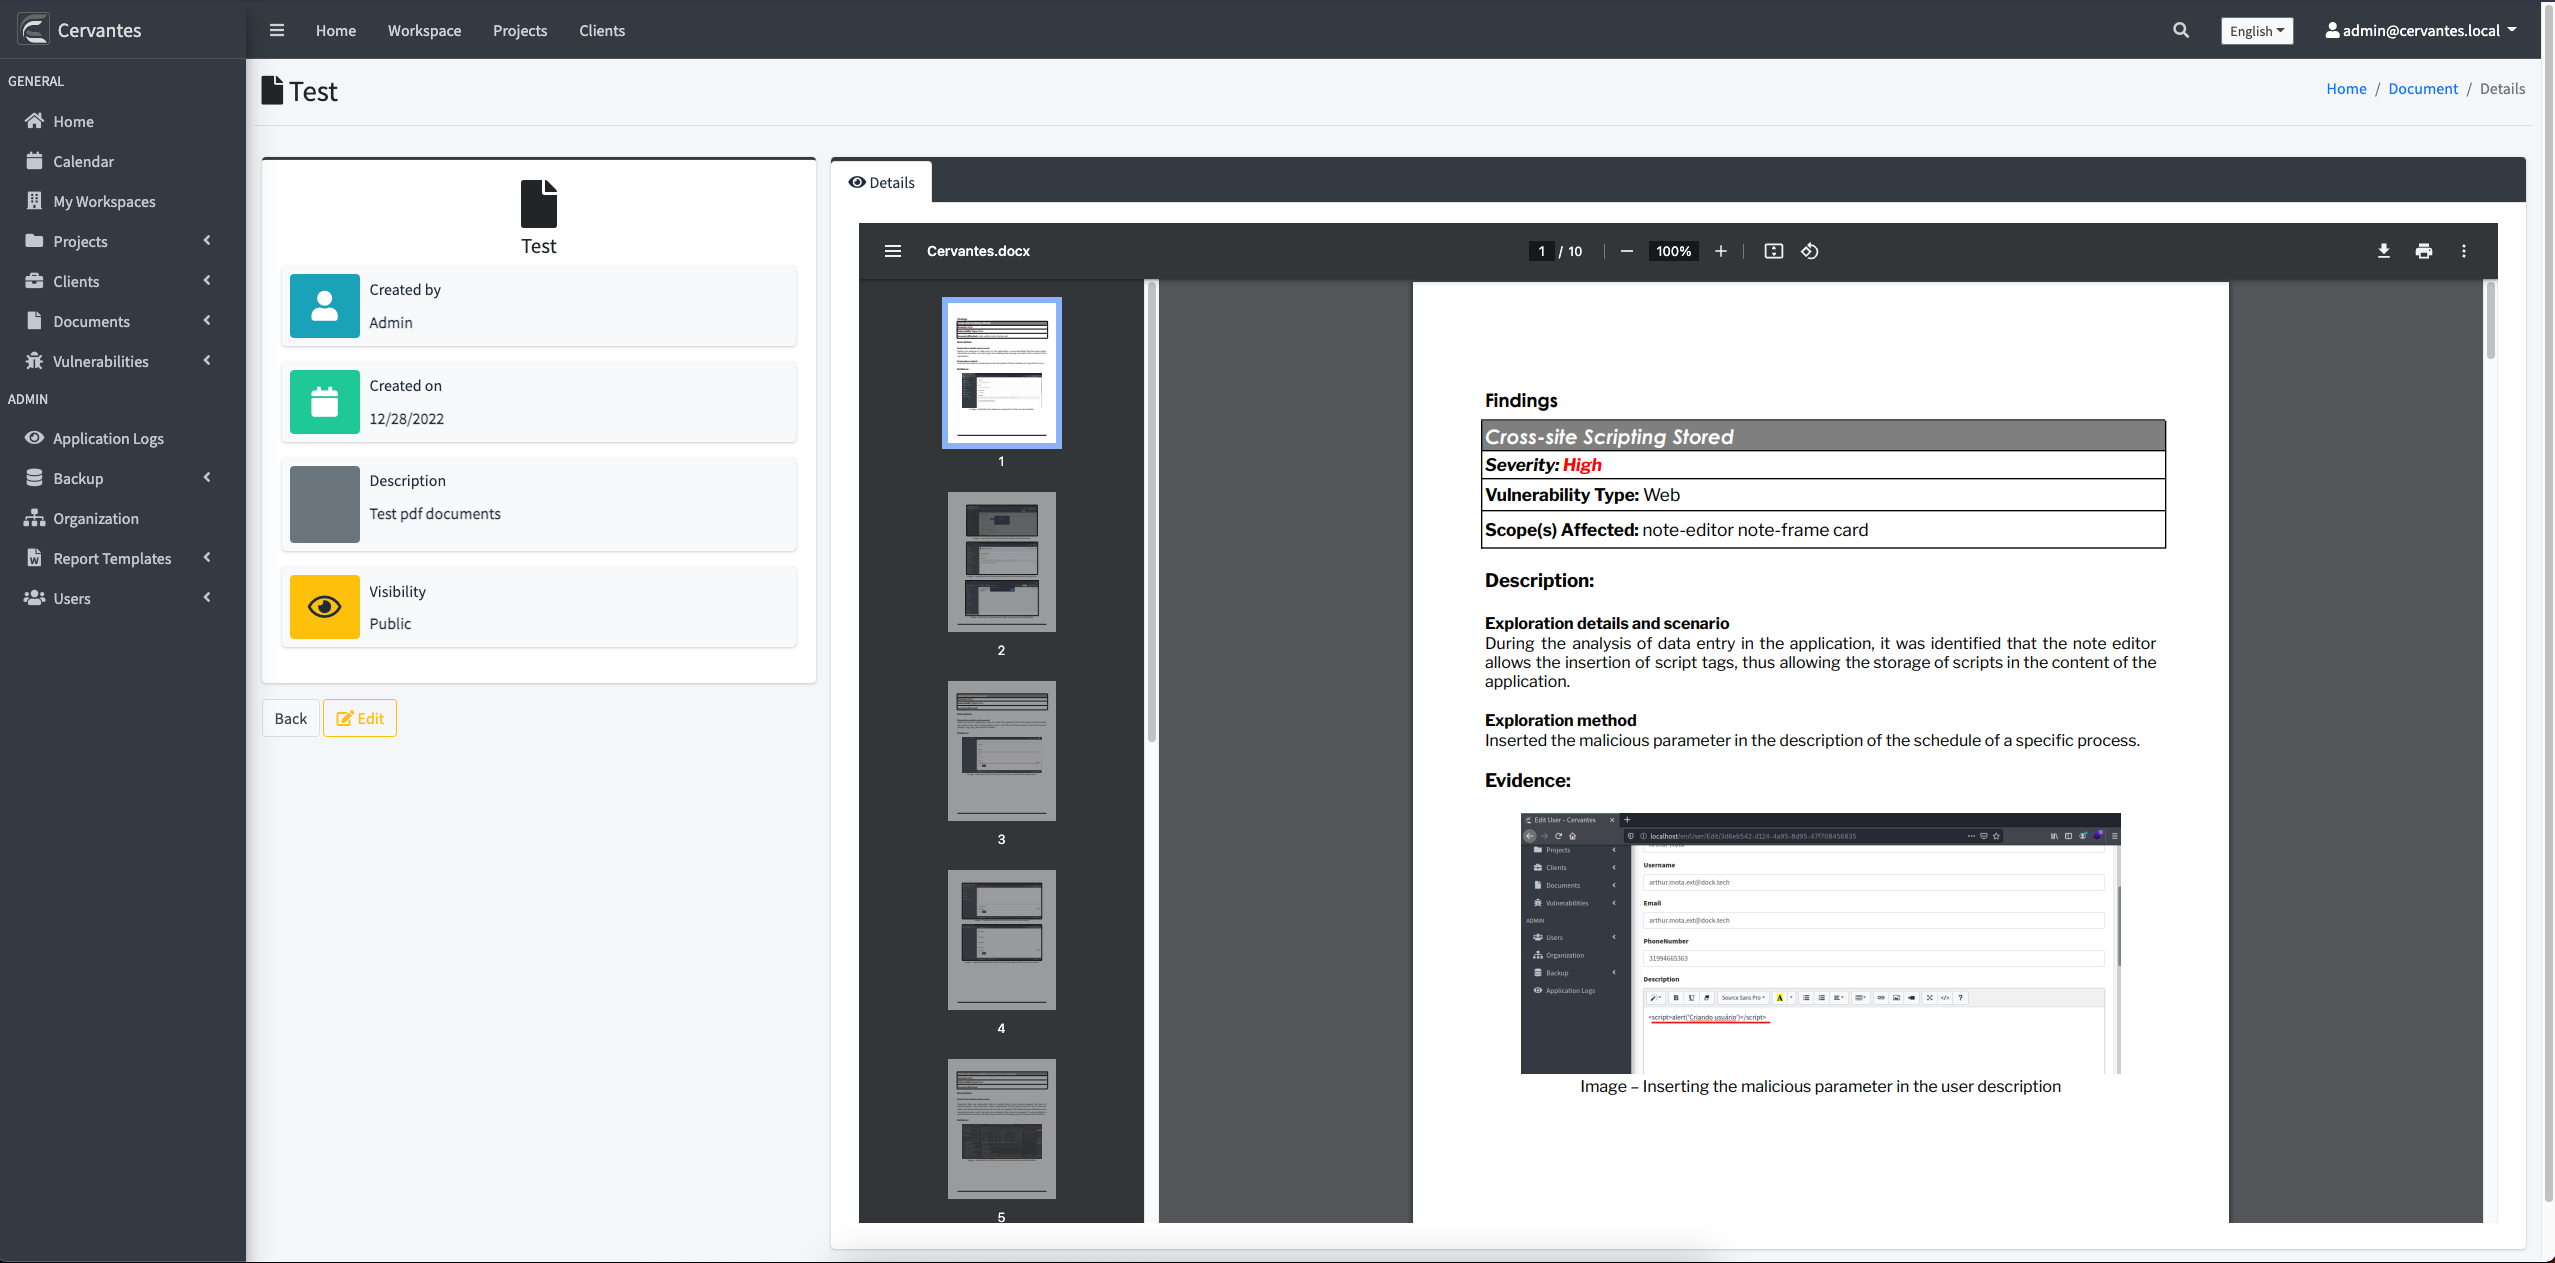 Cervantes
Home Workspace Projects Clients
English
admin@cervantes.local
GENERAL
Home
Calendar
My Workspaces
Projects
Clients
Documents
Vulnerabilities
ADMIN
Application Logs
Backup
Organization
Report Templates
Users
Test
Home / Document / Details
Test
Created by
Admin
Created on
12/28/2022
Description
Test pdf documents
Visibility
Public
Back
Edit
Details
Cervantes.docx
1 / 10
100%
1
2
3
4
5
Findings
Cross-site Scripting Stored
Severity: High
Vulnerability Type: Web
Scope(s) Affected: note-editor note-frame card
Description:
Exploration details and scenario
During the analysis of data entry in the application, it was identified that the note editor
allows the insertion of script tags, thus allowing the storage of scripts in the content of the
application.
Exploration method
Inserted the malicious parameter in the description of the schedule of a specific process.
Evidence:
Edit User - Cervantes
localhost/en/User/Edit/3d6eb542-d124-4a95-8d95-47f708456835
Projects
Clients
Documents
Vulnerabilities
ADMIN
Users
Organization
Backup
Application Logs
Username
arthur.mota.ext@dock.tech
Email
arthur.mota.ext@dock.tech
PhoneNumber
31994665363
Description
B U Source Sans Pro A
<script>alert('Criando usuário')</script>
Image – Inserting the malicious parameter in the user description